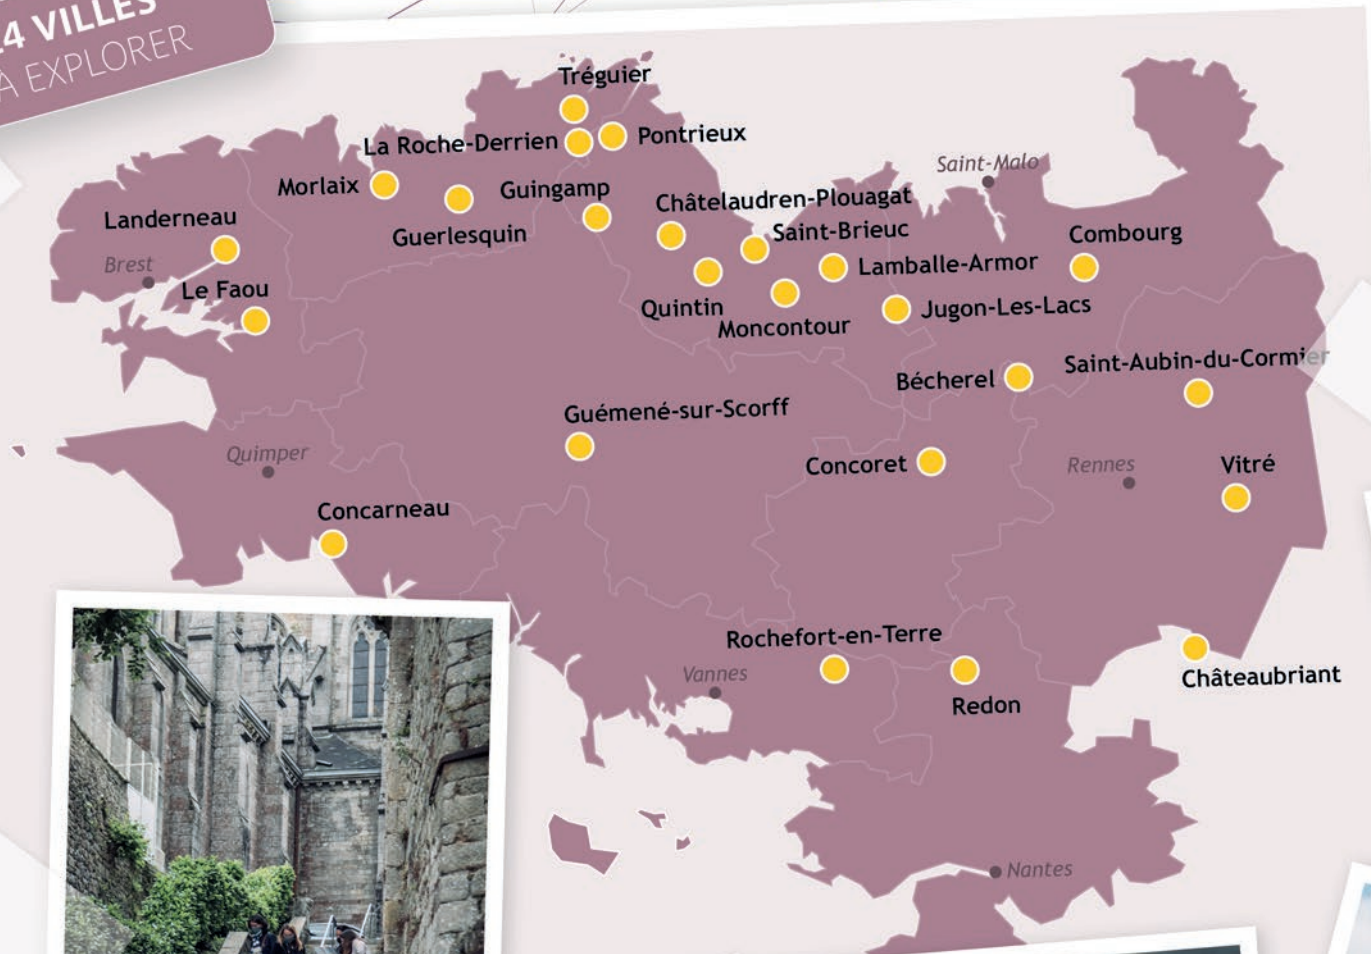 4 VILLES
À EXPLORER
Tréguier
La Roche-Derrien
Pontrieux
Morlaix
Guingamp
Saint-Malo
Landerneau
Guerlesquin
Châtelaudren-Plouagat
Saint-Brieuc
Combourg
Brest
Le Faou
Lamballe-Armor
Quintin
Moncontour
Jugon-Les-Lacs
Bécherel
Saint-Aubin-du-Cormier
Guémené-sur-Scorff
Quimper
Concoret
Rennes
Vitré
Concarneau
Rochefort-en-Terre
Vannes
Redon
Châteaubriant
Nantes